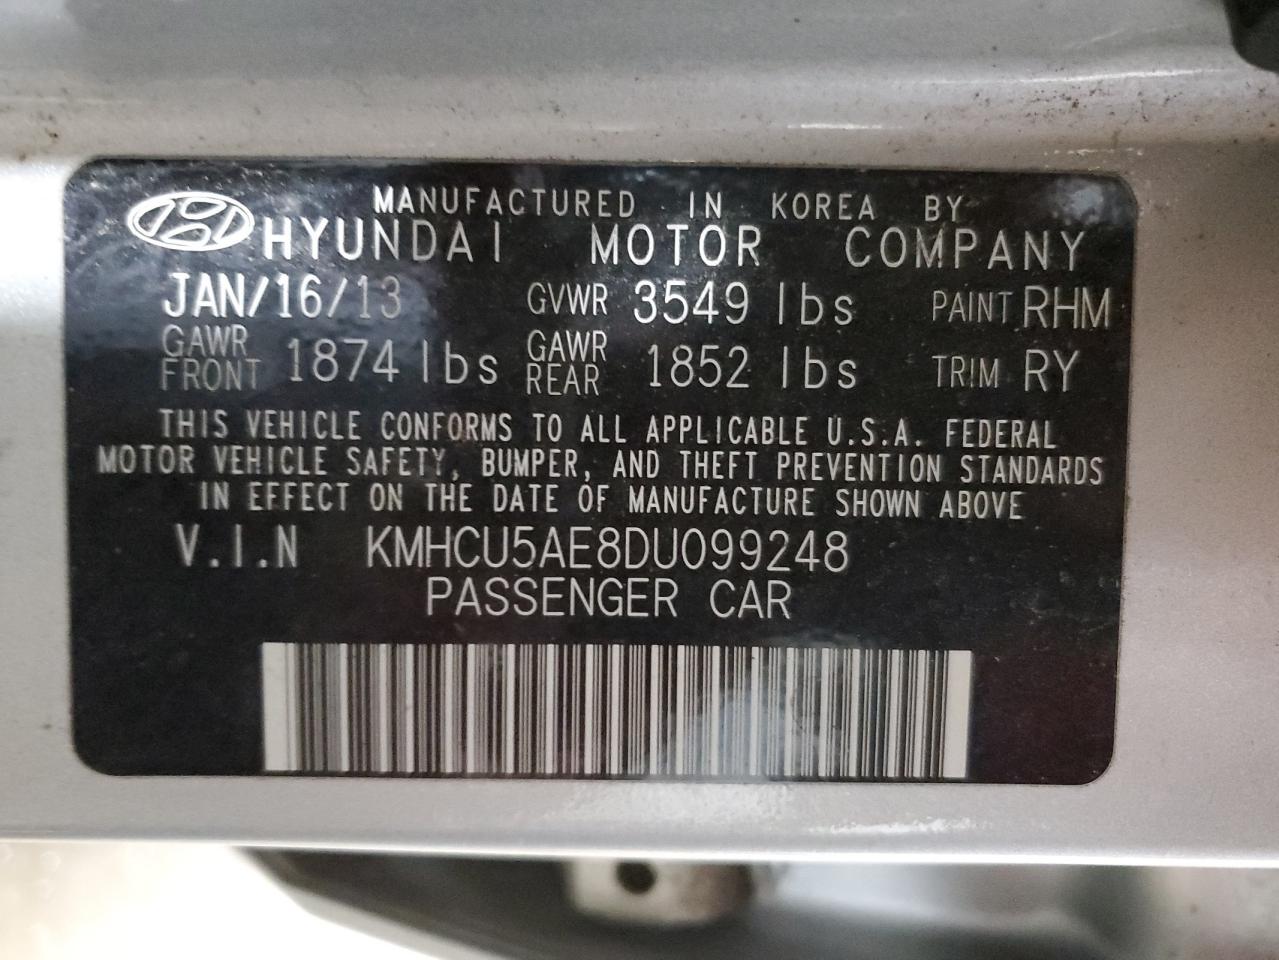 MANUFACTURED IN KOREA BY
HYUNDAI MOTOR COMPANY
JAN/16/13 GVWR 3549 lbs PAINT RHM
GAWR FRONT 1874 lbs GAWR REAR 1852 lbs TRIM RY
THIS VEHICLE CONFORMS TO ALL APPLICABLE U.S.A. FEDERAL
MOTOR VEHICLE SAFETY, BUMPER, AND THEFT PREVENTION STANDARDS
IN EFFECT ON THE DATE OF MANUFACTURE SHOWN ABOVE
V.I.N KMHCU5AE8DU099248
PASSENGER CAR